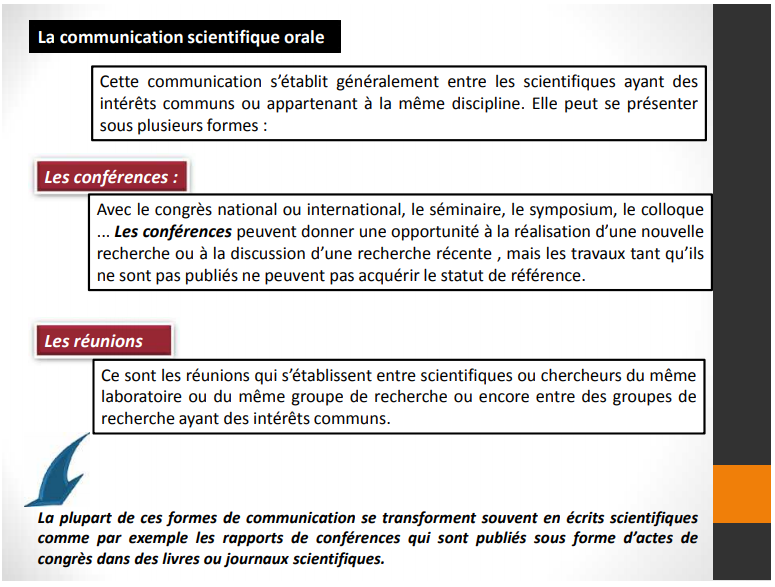 La communication scientifique orale
Cette communication s’établit généralement entre les scientifiques ayant des
intérêts communs ou appartenant à la même discipline. Elle peut se présenter
sous plusieurs formes :
Les conférences :
Avec le congrès national ou international, le séminaire, le symposium, le colloque
... Les conférences peuvent donner une opportunité à la réalisation d’une nouvelle
recherche ou à la discussion d’une recherche récente , mais les travaux tant qu’ils
ne sont pas publiés ne peuvent pas acquérir le statut de référence.
Les réunions
Ce sont les réunions qui s’établissent entre scientifiques ou chercheurs du même
laboratoire ou du même groupe de recherche ou encore entre des groupes de
recherche ayant des intérêts communs.
La plupart de ces formes de communication se transforment souvent en écrits scientifiques
comme par exemple les rapports de conférences qui sont publiés sous forme d’actes de
congrès dans des livres ou journaux scientifiques.